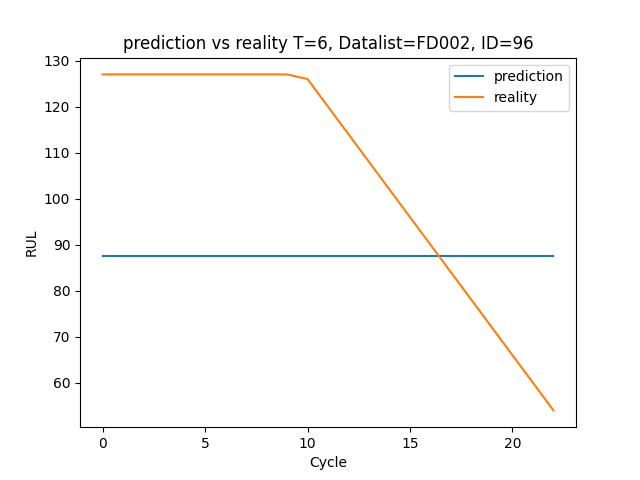 prediction vs reality T=6, Datalist=FD002, ID=96
130
120
110
100
90
80
70
60
RUL
prediction
reality
0
5
10
15
20
Cycle